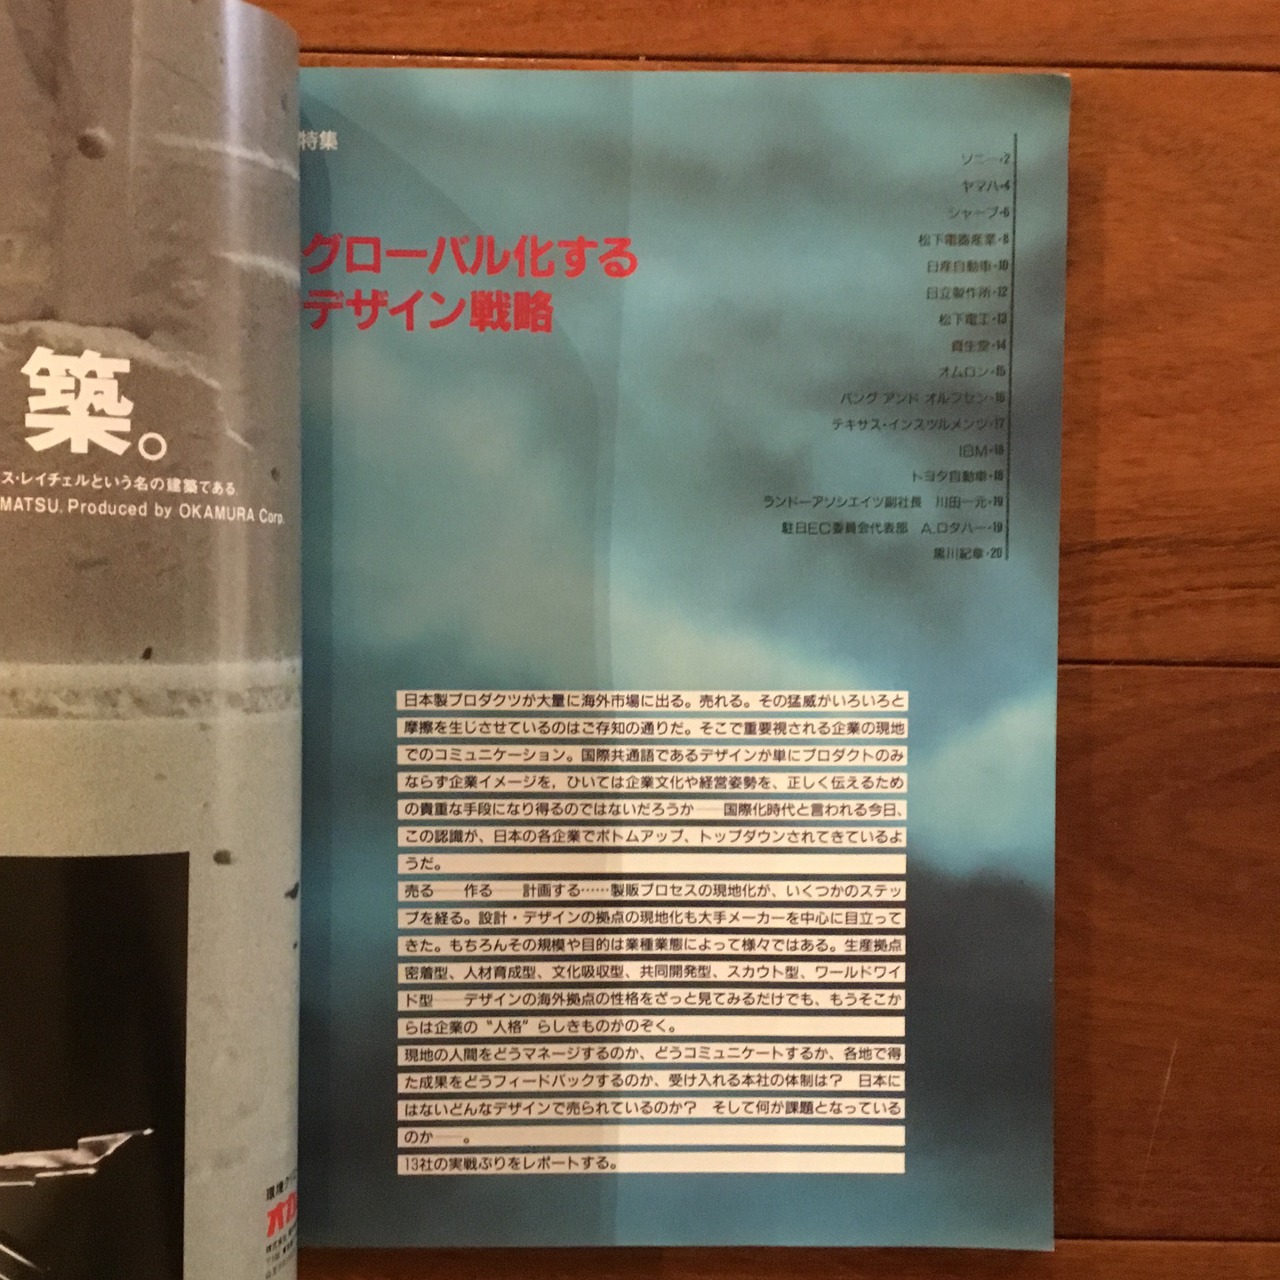 築。
ス・レイチェルという名の建築である
MATSU. Produced by OKAMURA Corp.
特集
グローバル化する
デザイン戦略
ソニー・2
ヤマハ・4
シャープ・6
松下電器産業・8
日産自動車・10
日立製作所・12
松下電工・13
資生堂・14
オムロン・15
バング アンド オルフセン・16
テキサス・インスツルメンツ・17
IBM・18
トヨタ自動車・18
ランドーアソシエイツ副社長　川田一元・19
駐日EC委員会代表部　A.ロタハー・19
黒川紀章・20
日本製プロダクツが大量に海外市場に出る。売れる。その猛威がいろいろと
摩擦を生じさせているのはご存知の通りだ。そこで重要視される企業の現地
でのコミュニケーション。国際共通語であるデザインが単にプロダクトのみ
ならず企業イメージを，ひいては企業文化や経営姿勢を、正しく伝えるため
の貴重な手段になり得るのではないだろうか——国際化時代と言われる今日、
この認識が、日本の各企業でボトムアップ、トップダウンされてきているよ
うだ。
売る——作る——計画する……製販プロセスの現地化が、いくつかのステッ
プを経る。設計・デザインの拠点の現地化も大手メーカーを中心に目立って
きた。もちろんその規模や目的は業種業態によって様々ではある。生産拠点
密着型、人材育成型、文化吸収型、共同開発型、スカウト型、ワールドワイ
ド型——デザインの海外拠点の性格をざっと見てみるだけでも、もうそこか
らは企業の“人格”らしきものがのぞく。
現地の人間をどうマネージするのか、どうコミュニケートするか、各地で得
た成果をどうフィードバックするのか、受け入れる本社の体制は？　日本に
はないどんなデザインで売られているのか？　そして何が課題となっている
のか——。
13社の実戦ぶりをレポートする。